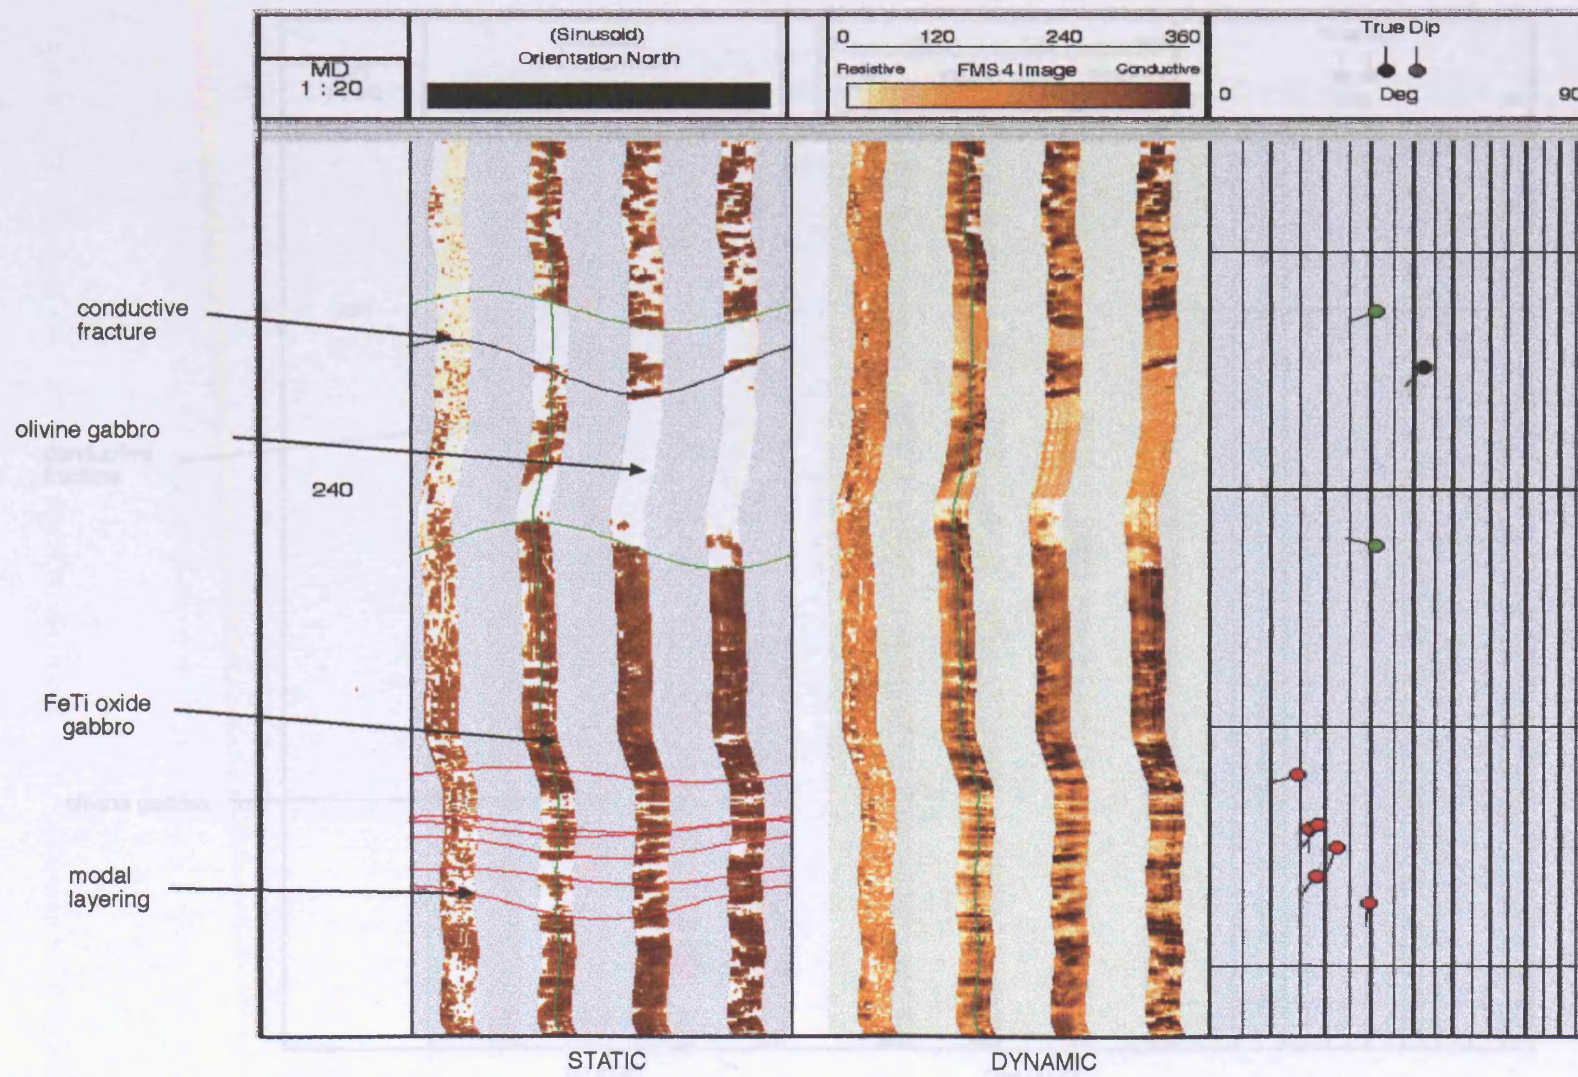 MD
1 : 20
(Sinusoid)
Orientation North
0 120 240 360
Resistive FMS 4 Image Conductive
True Dip
0 Deg 90
conductive
fracture
olivine gabbro
240
FeTi oxide
gabbro
modal
layering
STATIC
DYNAMIC